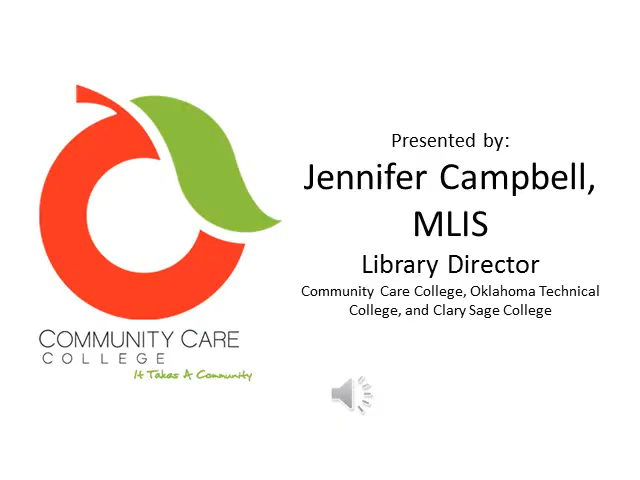 Presented by:
Jennifer Campbell,
MLIS
Library Director
Community Care College, Oklahoma Technical
College, and Clary Sage College
COMMUNITY CARE
COLLEGE
It Takes A Community